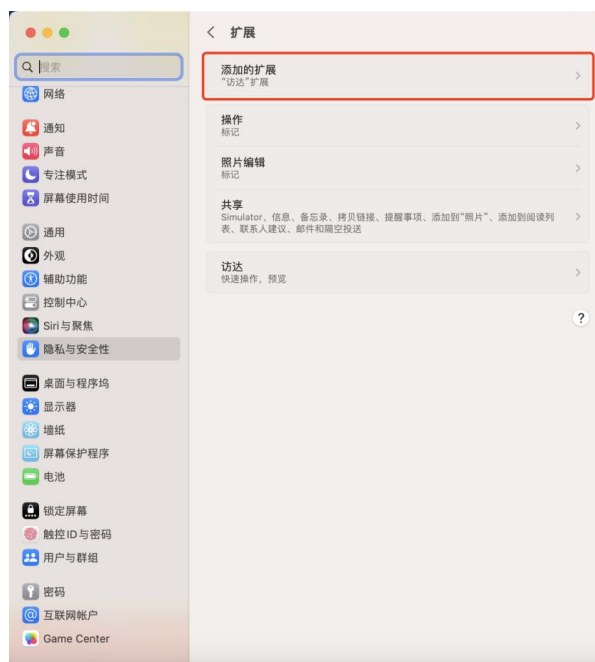 扩展
搜索
网络
通知
声音
专注模式
屏幕使用时间
通用
外观
辅助功能
控制中心
Siri与聚焦
隐私与安全性
桌面与程序坞
显示器
墙纸
屏幕保护程序
电池
锁定屏幕
触控ID与密码
用户与群组
密码
互联网帐户
Game Center
添加的扩展
“访达”扩展
操作
标记
照片编辑
标记
共享
Simulator、信息、备忘录、拷贝链接、提醒事项、添加到“照片”、添加到阅读列
表、联系人建议、邮件和隔空投送
访达
快速操作，预览
?